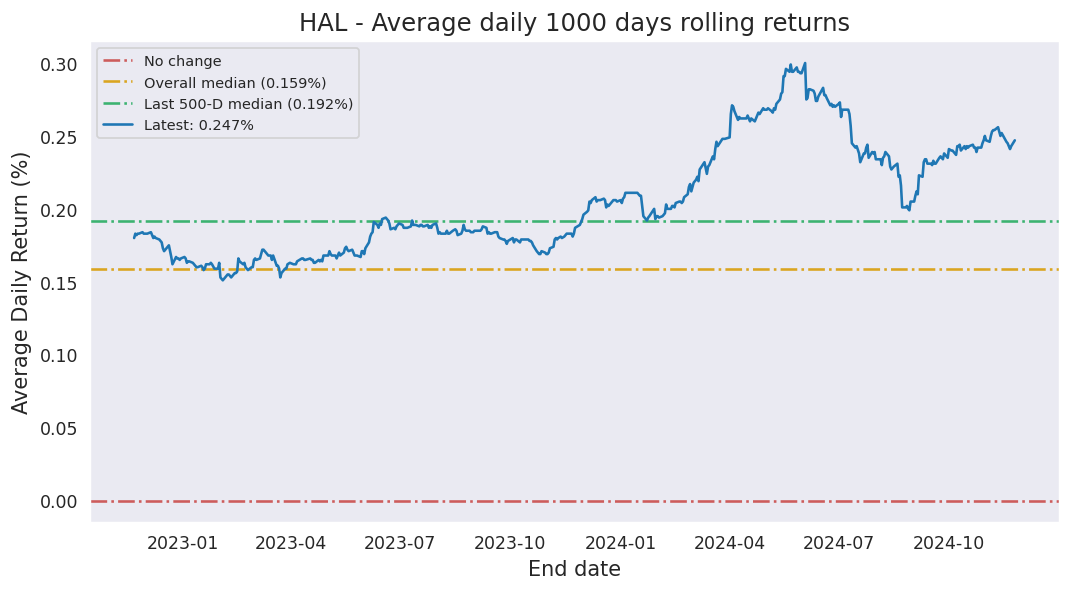 HAL - Average daily 1000 days rolling returns
No change
Overall median (0.159%)
Last 500-D median (0.192%)
Latest: 0.247%
Average Daily Return (%)
0.30
0.25
0.20
0.15
0.10
0.05
0.00
2023-01 2023-04 2023-07 2023-10 2024-01 2024-04 2024-07 2024-10
End date